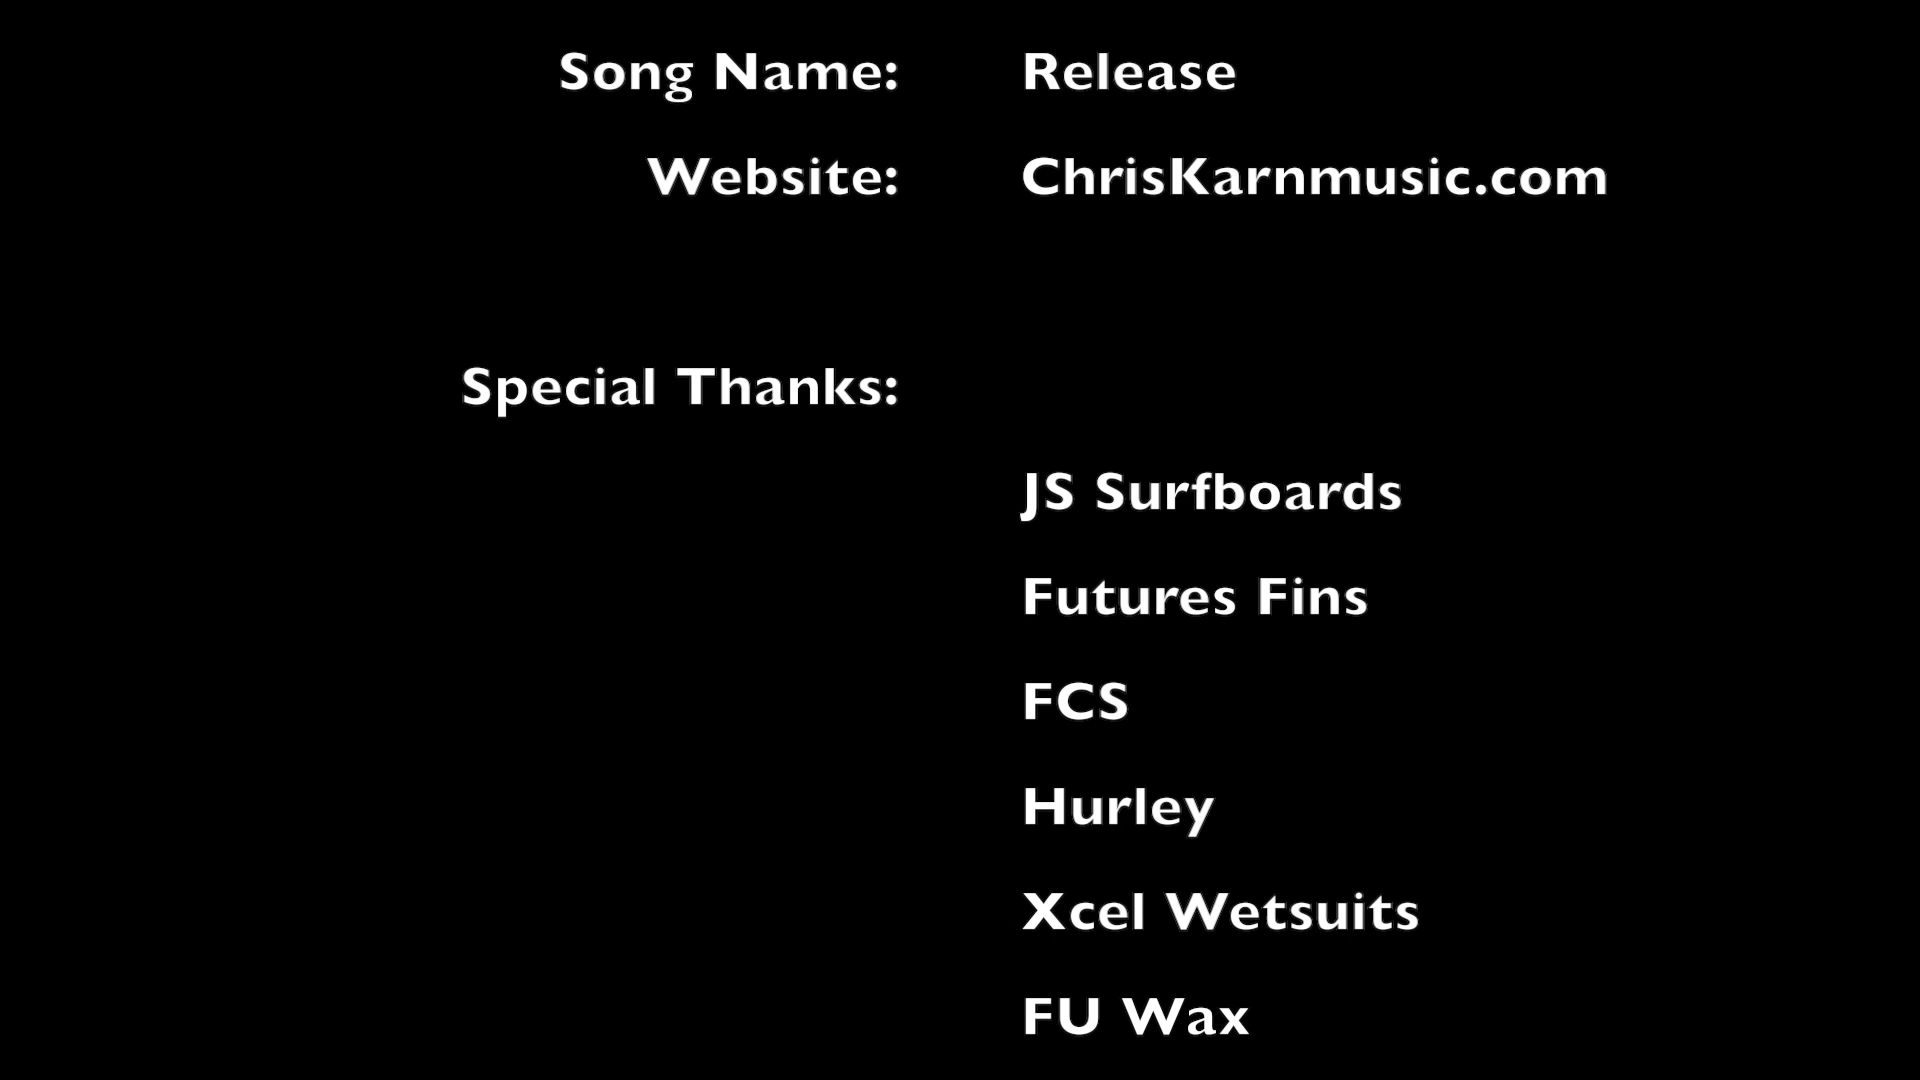 Song Name: Release
Website: ChrisKarnmusic.com
Special Thanks:
JS Surfboards
Futures Fins
FCS
Hurley
Xcel Wetsuits
FU Wax